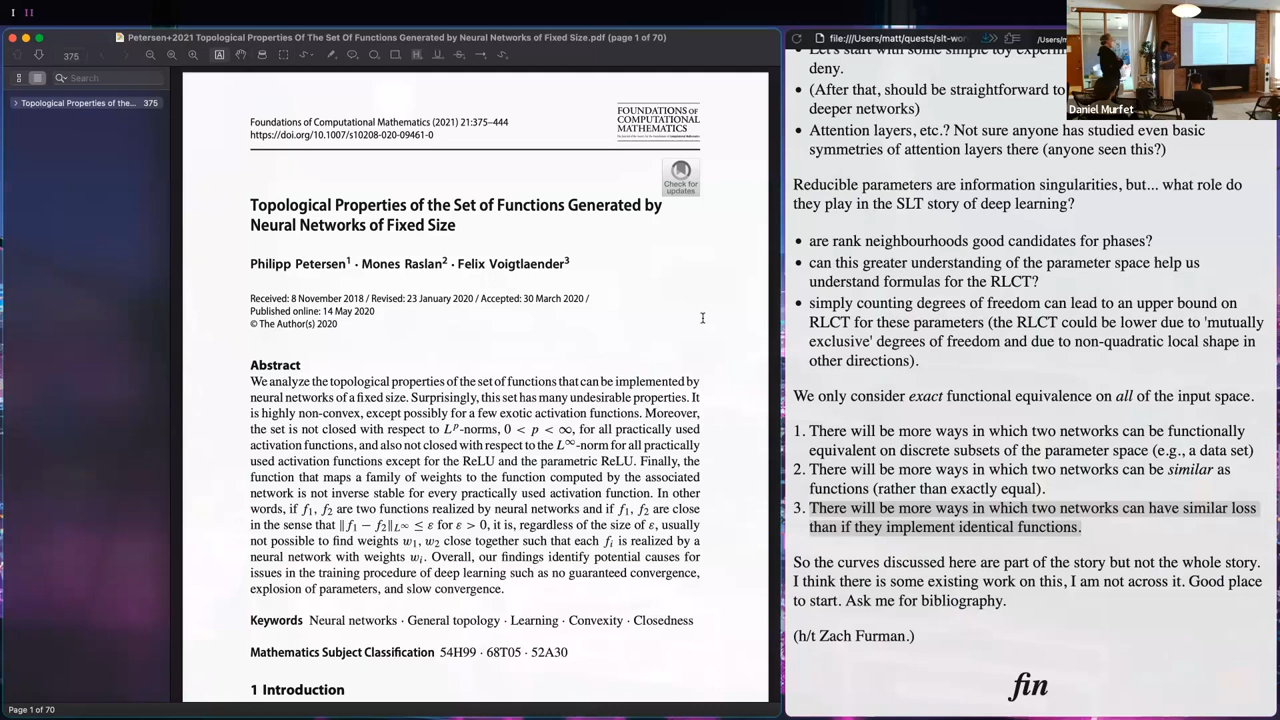 I II
Petersen+2021 Topological Properties Of The Set Of Functions Generated by Neural Networks of Fixed Size.pdf (page 1 of 70)
375
Search
Topological Properties of the... 375
Foundations of Computational Mathematics (2021) 21:375–444
https://doi.org/10.1007/s10208-020-09461-0
FOUNDATIONS OF
COMPUTATIONAL
MATHEMATICS
Check for
updates
Topological Properties of the Set of Functions Generated by
Neural Networks of Fixed Size
Philipp Petersen1 · Mones Raslan2 · Felix Voigtlaender3
Received: 8 November 2018 / Revised: 23 January 2020 / Accepted: 30 March 2020 /
Published online: 14 May 2020
© The Author(s) 2020
Abstract
We analyze the topological properties of the set of functions that can be implemented by
neural networks of a fixed size. Surprisingly, this set has many undesirable properties. It
is highly non-convex, except possibly for a few exotic activation functions. Moreover,
the set is not closed with respect to Lᵖ-norms, 0 < p < ∞, for all practically used
activation functions, and also not closed with respect to the L∞-norm for all practically
used activation functions except for the ReLU and the parametric ReLU. Finally, the
function that maps a family of weights to the function computed by the associated
network is not inverse stable for every practically used activation function. In other
words, if f₁, f₂ are two functions realized by neural networks and if f₁, f₂ are close
in the sense that ‖f₁ − f₂‖L∞ ≤ ε for ε > 0, it is, regardless of the size of ε, usually
not possible to find weights w₁, w₂ close together such that each fᵢ is realized by a
neural network with weights wᵢ. Overall, our findings identify potential causes for
issues in the training procedure of deep learning such as no guaranteed convergence,
explosion of parameters, and slow convergence.
Keywords Neural networks · General topology · Learning · Convexity · Closedness
Mathematics Subject Classification 54H99 · 68T05 · 52A30
1 Introduction
Page 1 of 70
file:///Users/matt/quests/slt-wo
/Users/m
Let's start with some simple toy experim
deny.
• (After that, should be straightforward to
deeper networks)
• Attention layers, etc.? Not sure anyone has studied even basic
symmetries of attention layers there (anyone seen this?)
Reducible parameters are information singularities, but... what role do
they play in the SLT story of deep learning?
• are rank neighbourhoods good candidates for phases?
• can this greater understanding of the parameter space help us
understand formulas for the RLCT?
• simply counting degrees of freedom can lead to an upper bound on
RLCT for these parameters (the RLCT could be lower due to 'mutually
exclusive' degrees of freedom and due to non-quadratic local shape in
other directions).
We only consider exact functional equivalence on all of the input space.
1. There will be more ways in which two networks can be functionally
equivalent on discrete subsets of the parameter space (e.g., a data set)
2. There will be more ways in which two networks can be similar as
functions (rather than exactly equal).
3. There will be more ways in which two networks can have similar loss
than if they implement identical functions.
So the curves discussed here are part of the story but not the whole story.
I think there is some existing work on this, I am not across it. Good place
to start. Ask me for bibliography.
(h/t Zach Furman.)
fin
Daniel Murfet